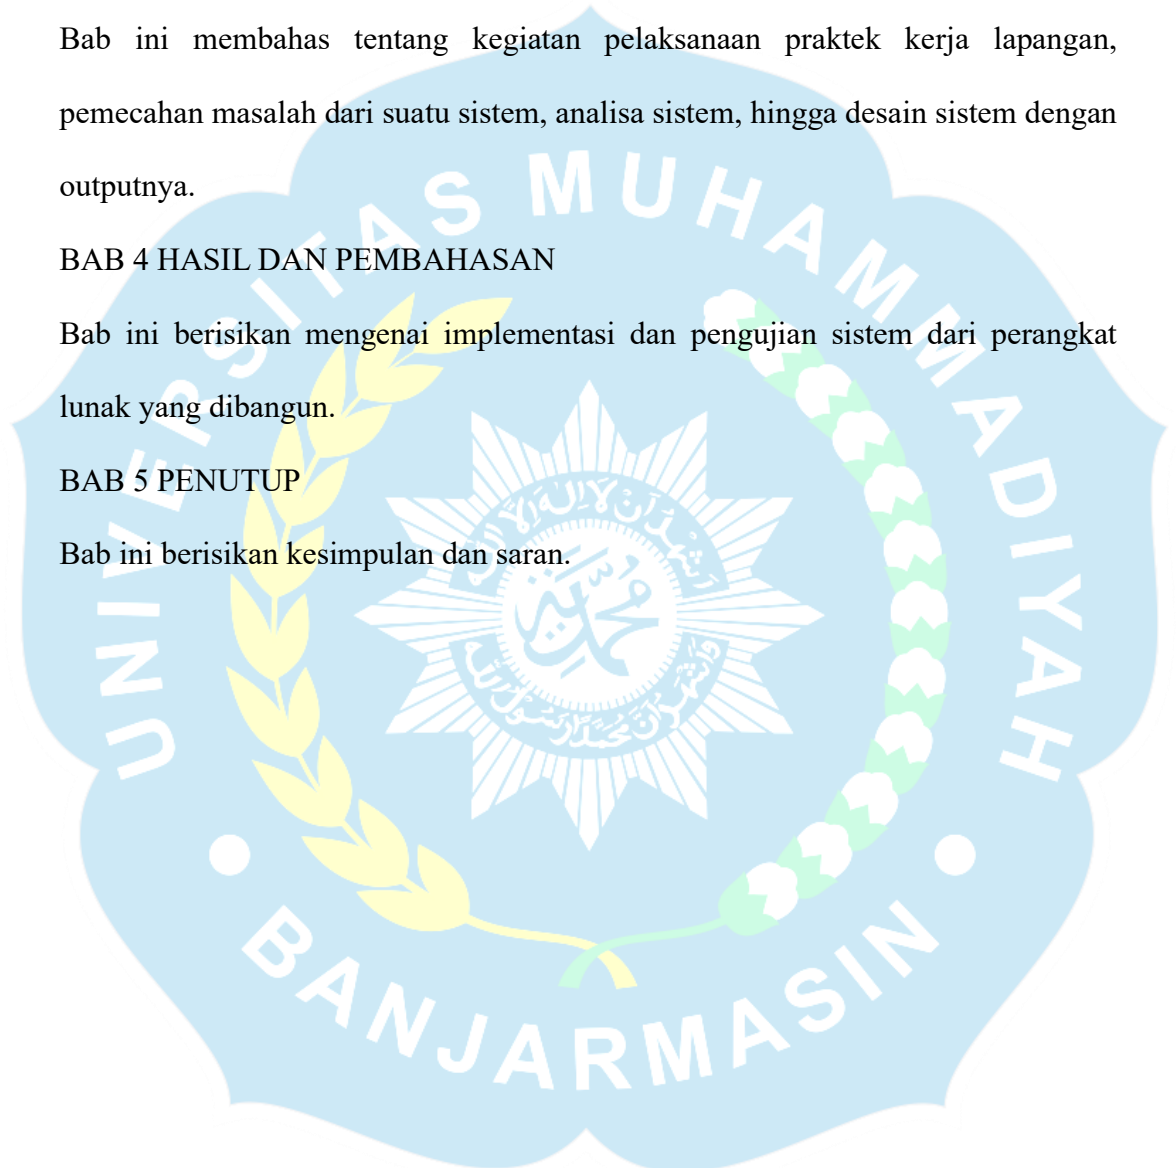 Bab ini membahas tentang kegiatan pelaksanaan praktek kerja lapangan,
pemecahan masalah dari suatu sistem, analisa sistem, hingga desain sistem dengan
outputnya.
BAB 4 HASIL DAN PEMBAHASAN
Bab ini berisikan mengenai implementasi dan pengujian sistem dari perangkat
lunak yang dibangun.
BAB 5 PENUTUP
Bab ini berisikan kesimpulan dan saran.
UNIVERSITAS MUHAMMADIYAH
BANJARMASIN